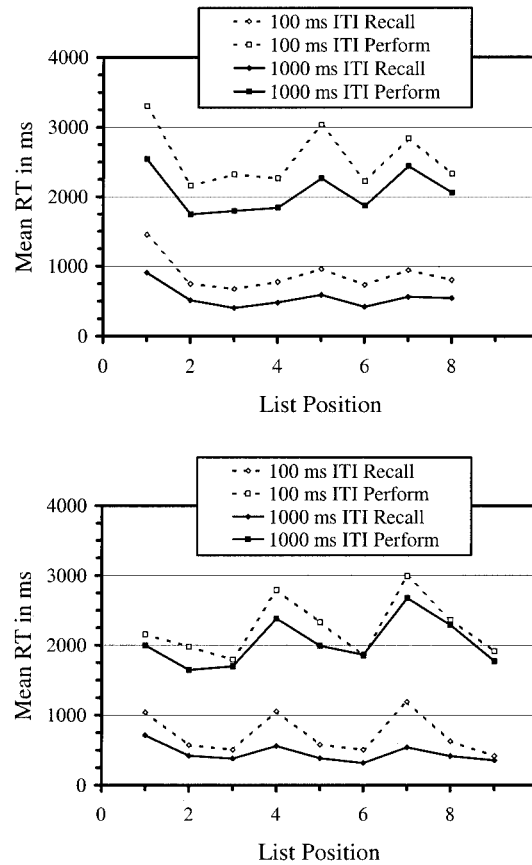 100 ms ITI Recall
100 ms ITI Perform
1000 ms ITI Recall
1000 ms ITI Perform
4000
3000
2000
1000
0
Mean RT in ms
0 2 4 6 8
List Position
100 ms ITI Recall
100 ms ITI Perform
1000 ms ITI Recall
1000 ms ITI Perform
4000
3000
2000
1000
0
Mean RT in ms
0 2 4 6 8
List Position